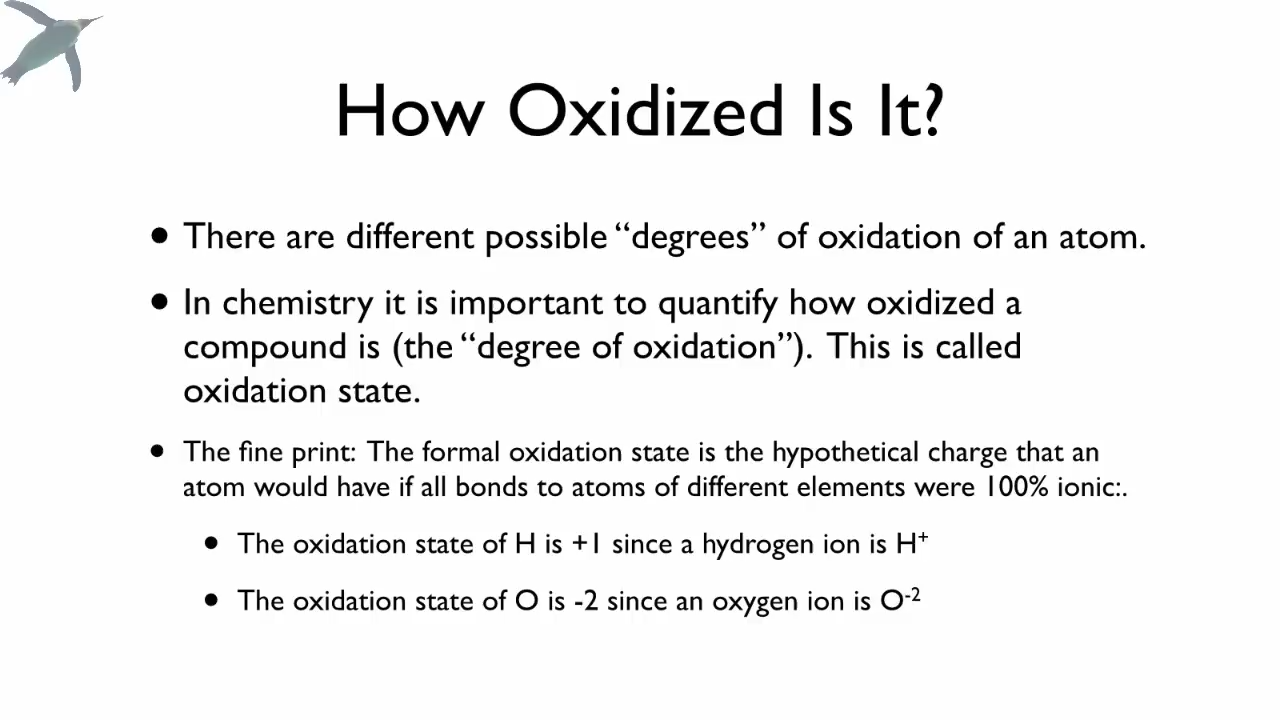 How Oxidized Is It?
• There are different possible “degrees” of oxidation of an atom.
• In chemistry it is important to quantify how oxidized a
compound is (the “degree of oxidation”). This is called
oxidation state.
• The fine print: The formal oxidation state is the hypothetical charge that an
atom would have if all bonds to atoms of different elements were 100% ionic:.
• The oxidation state of H is +1 since a hydrogen ion is H⁺
• The oxidation state of O is -2 since an oxygen ion is O⁻²